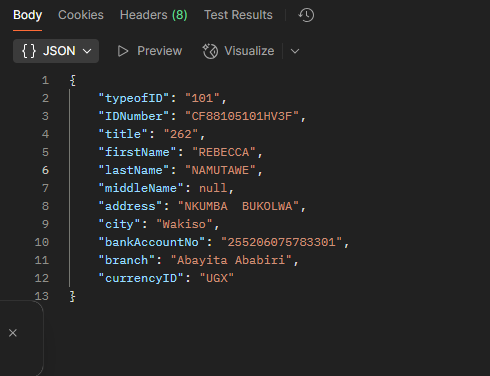 Body Cookies Headers (8) Test Results
{} JSON Preview Visualize
1 {
2 "typeofID": "101",
3 "IDNumber": "CF88105101HV3F",
4 "title": "262",
5 "firstName": "REBECCA",
6 "lastName": "NAMUTAWE",
7 "middleName": null,
8 "address": "NKUMBA  BUKOLWA",
9 "city": "Wakiso",
10 "bankAccountNo": "255206075783301",
11 "branch": "Abayita Ababiri",
12 "currencyID": "UGX"
13 }